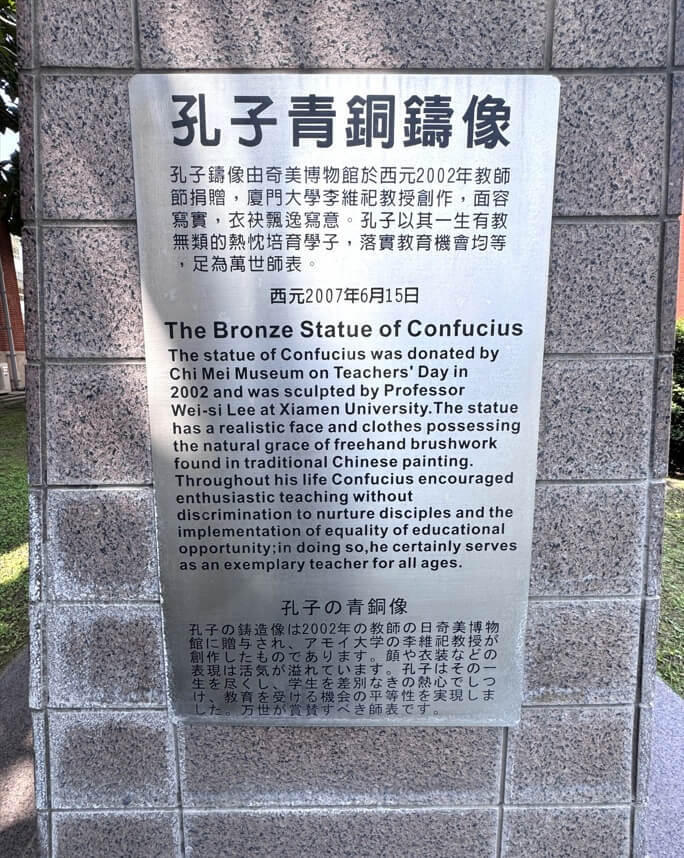 孔子青銅鑄像
孔子鑄像由奇美博物館於西元2002年教師
節捐贈，廈門大學李維祀教授創作，面容
寫實，衣袂飄逸寫意。孔子以其一生有教
無類的熱忱培育學子，落實教育機會均等
，足為萬世師表。
西元2007年6月15日
The Bronze Statue of Confucius
The statue of Confucius was donated by
Chi Mei Museum on Teachers' Day in
2002 and was sculpted by Professor
Wei-si Lee at Xiamen University.The statue
has a realistic face and clothes possessing
the natural grace of freehand brushwork
found in traditional Chinese painting.
Throughout his life Confucius encouraged
enthusiastic teaching without
discrimination to nurture disciples and the
implementation of equality of educational
opportunity;in doing so,he certainly serves
as an exemplary teacher for all ages.
孔子の青銅像
孔子の鋳造像は2002年の教師の日奇美博物
館に贈与され、アモイ大学の李維祀教授が
創作したものであります。顔や衣装などの
表現は活気が溢れています。孔子はその一
生を尽くし、学生を差別なきの熱心でしつ
け、教育を受ける機会の平等性を実現しま
した。万世が賞賛すべき師表です。